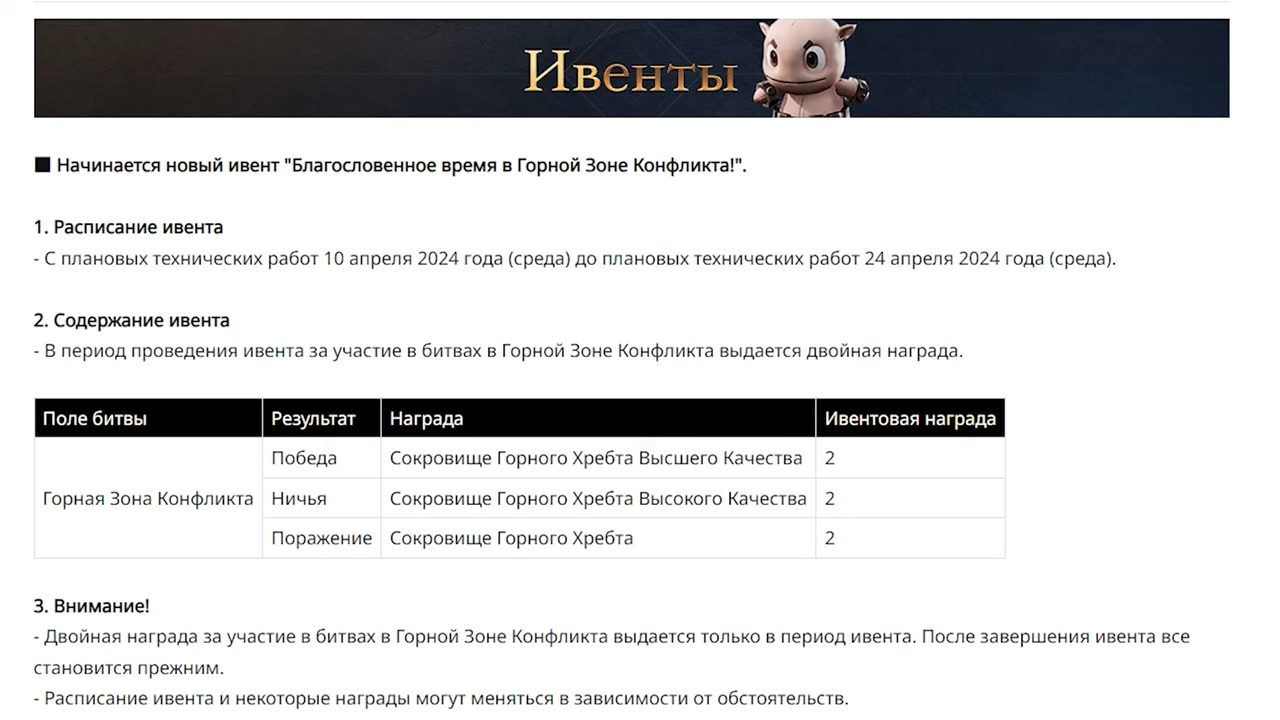 Ивенты
■ Начинается новый ивент "Благословенное время в Горной Зоне Конфликта!".
1. Расписание ивента
- С плановых технических работ 10 апреля 2024 года (среда) до плановых технических работ 24 апреля 2024 года (среда).
2. Содержание ивента
- В период проведения ивента за участие в битвах в Горной Зоне Конфликта выдается двойная награда.
Поле битвы Результат Награда Ивентовая награда
Победа Сокровище Горного Хребта Высшего Качества 2
Горная Зона Конфликта Ничья Сокровище Горного Хребта Высокого Качества 2
Поражение Сокровище Горного Хребта 2
3. Внимание!
- Двойная награда за участие в битвах в Горной Зоне Конфликта выдается только в период ивента. После завершения ивента все
становится прежним.
- Расписание ивента и некоторые награды могут меняться в зависимости от обстоятельств.